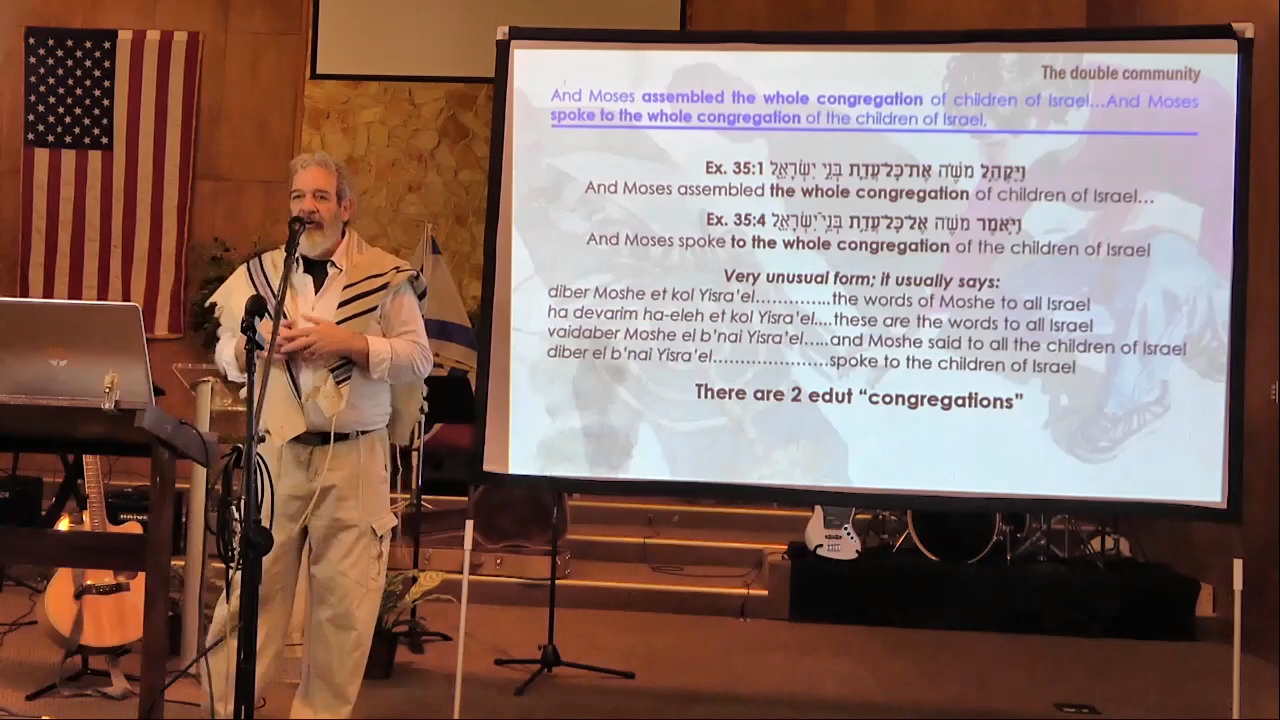 The double community
And Moses assembled the whole congregation of children of Israel...And Moses
spoke to the whole congregation of the children of Israel,
Ex. 35:1 וַיַּקְהֵ֣ל מֹשֶׁ֗ה אֶֽת־כׇּל־עֲדַ֛ת בְּנֵ֥י יִשְׂרָאֵ֖ל
And Moses assembled the whole congregation of children of Israel...
Ex. 35:4 וַיֹּ֣אמֶר מֹשֶׁ֔ה אֶל־כׇּל־עֲדַ֥ת בְּנֵֽי־יִשְׂרָאֵ֖ל
And Moses spoke to the whole congregation of the children of Israel
Very unusual form; it usually says:
diber Moshe et kol Yisra'el..............the words of Moshe to all Israel
ha devarim ha-eleh et kol Yisra'el....these are the words to all Israel
vaidaber Moshe el b'nai Yisra'el.....and Moshe said to all the children of Israel
diber el b'nai Yisra'el.....................spoke to the children of Israel
There are 2 edut “congregations”